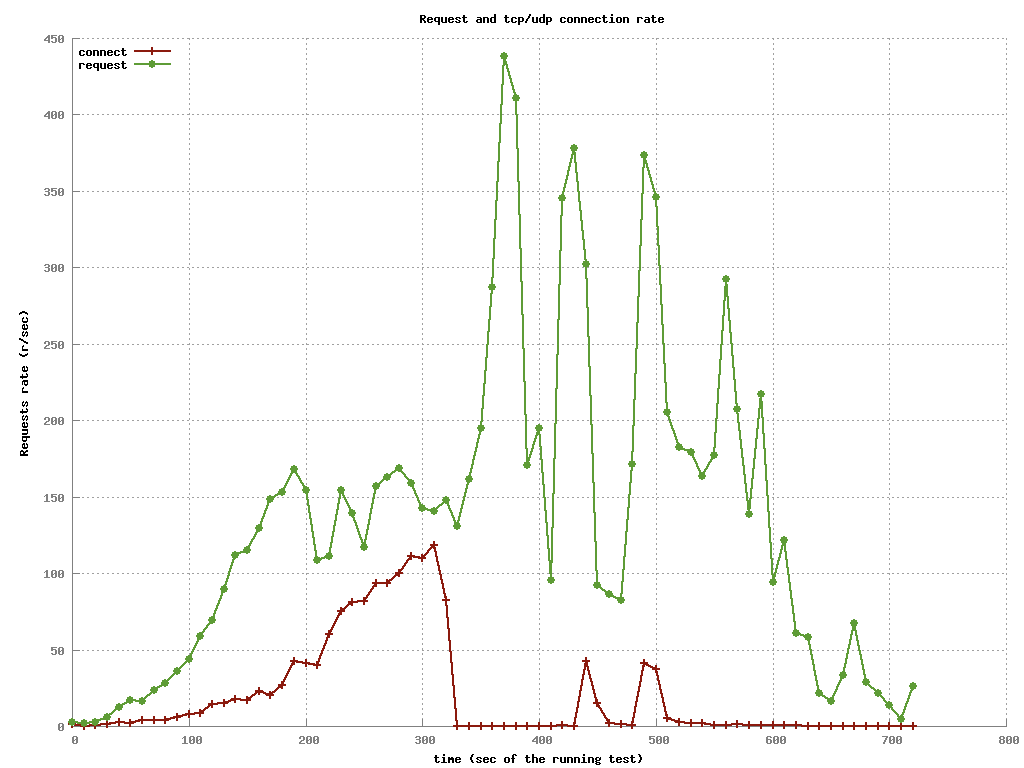 Request and tcp/udp connection rate
connect
request
450
400
350
300
250
200
150
100
50
0
Requests rate (r/sec)
0 100 200 300 400 500 600 700 800
time (sec of the running test)